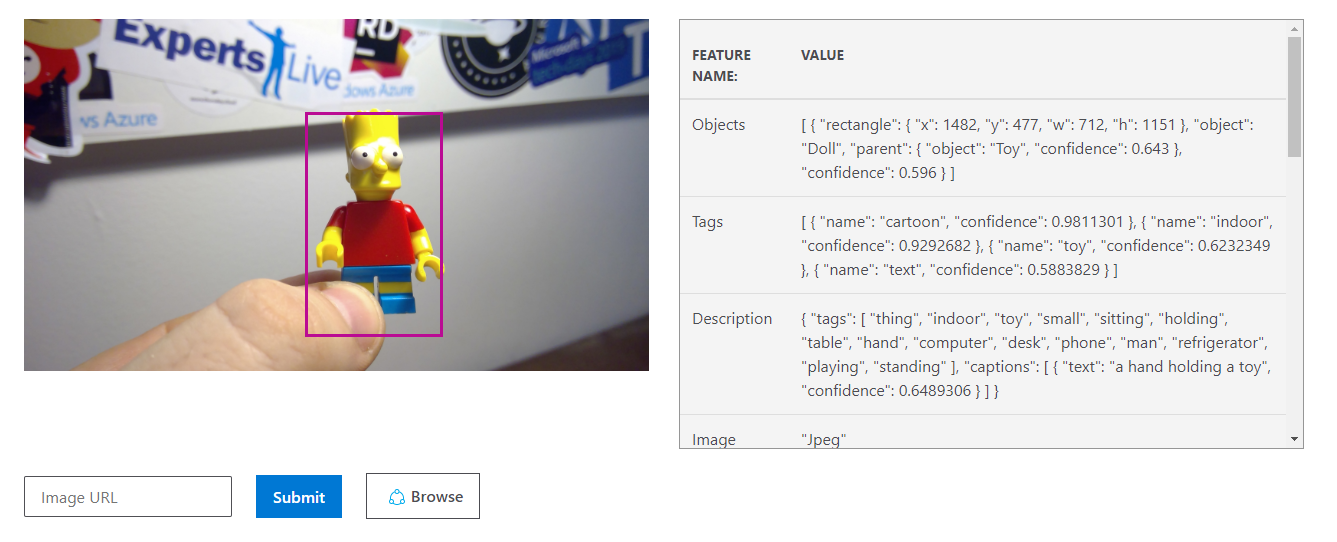 Experts
Live
RD
dows Azure
ws Azure
Microsoft
FEATURE
NAME:
VALUE
Objects
[ { "rectangle": { "x": 1482, "y": 477, "w": 712, "h": 1151 }, "object":
"Doll", "parent": { "object": "Toy", "confidence": 0.643 },
"confidence": 0.596 } ]
Tags
[ { "name": "cartoon", "confidence": 0.9811301 }, { "name": "indoor",
"confidence": 0.9292682 }, { "name": "toy", "confidence": 0.6232349
}, { "name": "text", "confidence": 0.5883829 } ]
Description
{ "tags": [ "thing", "indoor", "toy", "small", "sitting", "holding",
"table", "hand", "computer", "desk", "phone", "man", "refrigerator",
"playing", "standing" ], "captions": [ { "text": "a hand holding a toy",
"confidence": 0.6489306 } ] }
Image
"Jpeg"
Image URL
Submit
Browse